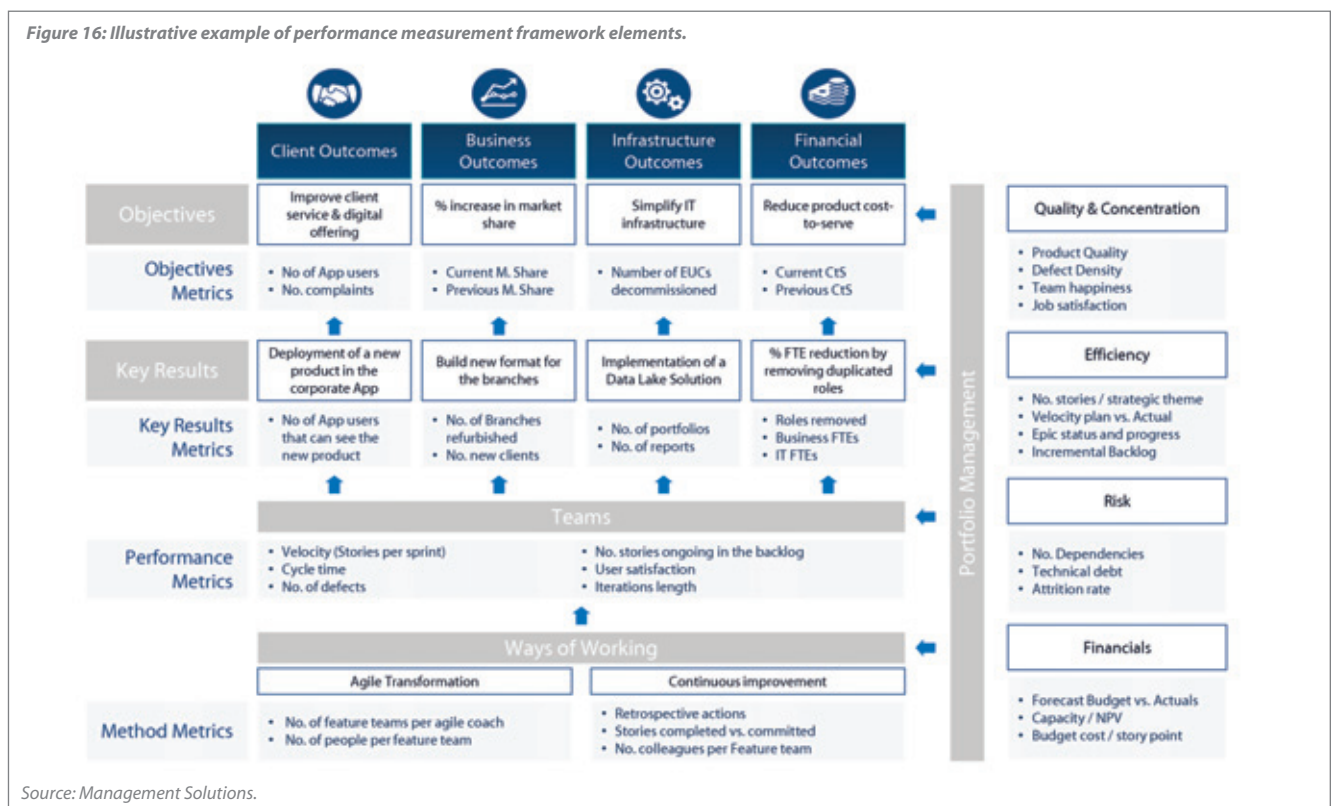 Figure 16: Illustrative example of performance measurement framework elements.
Client Outcomes
Business
Outcomes
Infrastructure
Outcomes
Financial
Outcomes
Objectives
Improve client
service & digital
offering
% increase in market
share
Simplify IT
infrastructure
Reduce product cost-
to-serve
Objectives
Metrics
• No of App users
• No. complaints
• Current M. Share
• Previous M. Share
• Number of EUCs
decommissioned
• Current CtS
• Previous CtS
Key Results
Deployment of a new
product in the
corporate App
Build new format for
the branches
Implementation of a
Data Lake Solution
% FTE reduction by
removing duplicated
roles
Key Results
Metrics
• No of App users
that can see the
new product
• No. of Branches
refurbished
• No. new clients
• No. of portfolios
• No. of reports
• Roles removed
• Business FTEs
• IT FTEs
Teams
Performance
Metrics
• Velocity (Stories per sprint)
• Cycle time
• No. of defects
• No. stories ongoing in the backlog
• User satisfaction
• Iterations length
Ways of Working
Agile Transformation
Continuous improvement
Method Metrics
• No. of feature teams per agile coach
• No. of people per feature team
• Retrospective actions
• Stories completed vs. committed
• No. colleagues per Feature team
Portfolio Management
Quality & Concentration
• Product Quality
• Defect Density
• Team happiness
• Job satisfaction
Efficiency
• No. stories / strategic theme
• Velocity plan vs. Actual
• Epic status and progress
• Incremental Backlog
Risk
• No. Dependencies
• Technical debt
• Attrition rate
Financials
• Forecast Budget vs. Actuals
• Capacity / NPV
• Budget cost / story point
Source: Management Solutions.